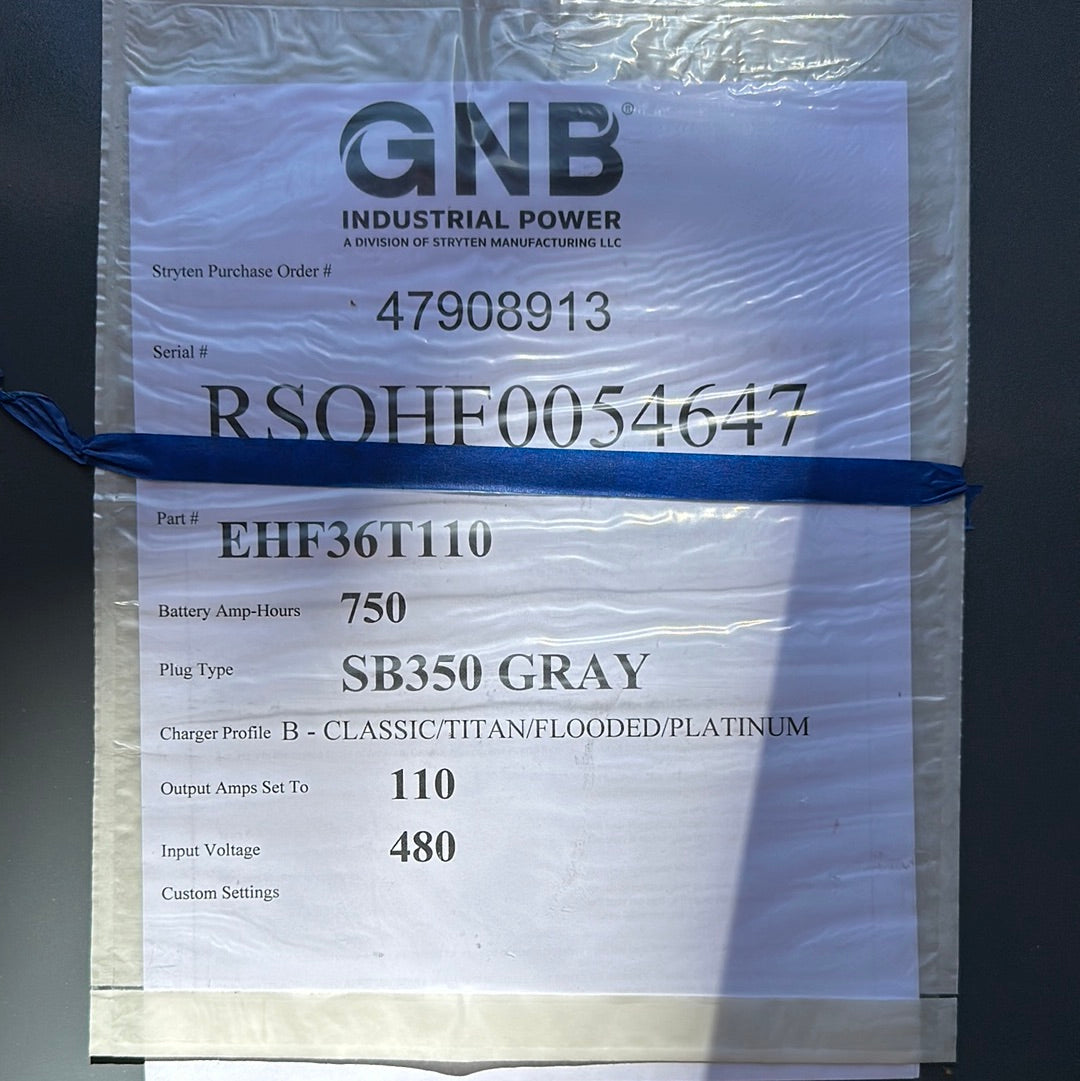 GNB®
INDUSTRIAL POWER
A DIVISION OF STRYTEN MANUFACTURING LLC
Stryten Purchase Order #
47908913
Serial #
RSOHF0054647
Part # EHF36T110
Battery Amp-Hours 750
Plug Type SB350 GRAY
Charger Profile B - CLASSIC/TITAN/FLOODED/PLATINUM
Output Amps Set To 110
Input Voltage 480
Custom Settings